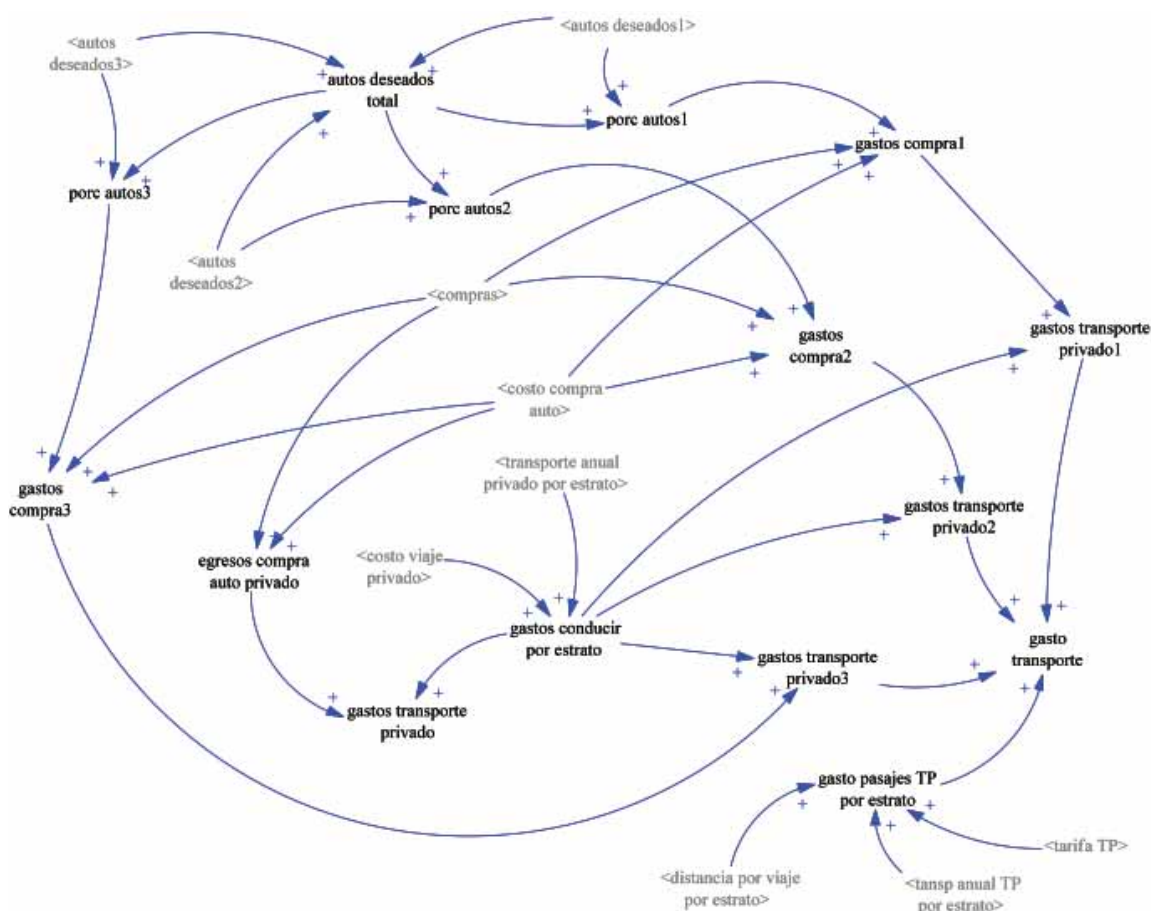 <autos
deseados3>
<autos deseados1>
autos deseados
total
porc autos1
gastos compra1
porc autos3
porc autos2
<autos
deseados2>
<compras>
gastos
compra2
gastos transporte
privado1
<costo compra
auto>
<transporte anual
privado por estrato>
gastos
compra3
gastos transporte
privado2
egresos compra
auto privado
<costo viaje
privado>
gastos conducir
por estrato
gasto
transporte
gastos transporte
privado3
gastos transporte
privado
gasto pasajes TP
por estrato
<tarifa TP>
<distancia por viaje
por estrato>
<tansp anual TP
por estrato>